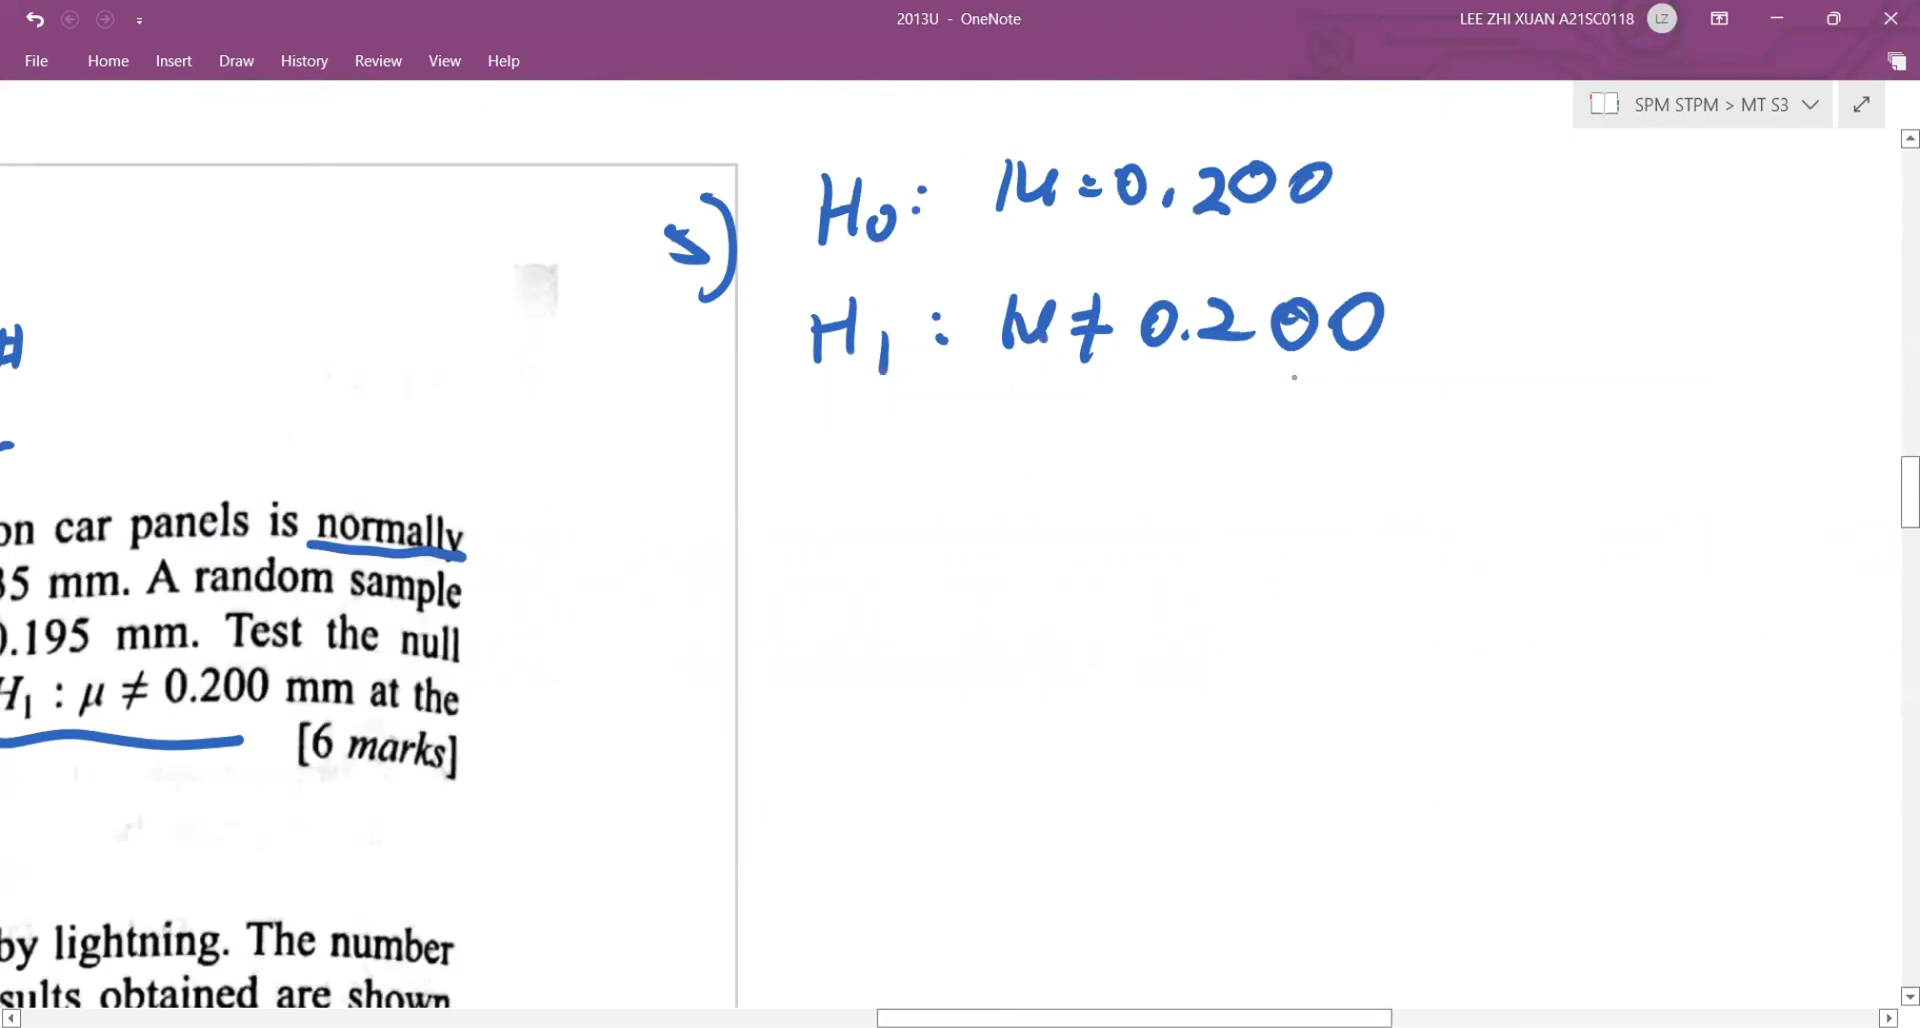 2013U - OneNote
LEE ZHI XUAN A21SC0118
LZ
File Home Insert Draw History Review View Help
SPM STPM > MT S3
5)
H0: μ=0.200
H1: μ≠0.200
on car panels is normally
35 mm. A random sample
0.195 mm. Test the null
H1 : μ ≠ 0.200 mm at the
[6 marks]
by lightning. The number
sults obtained are shown